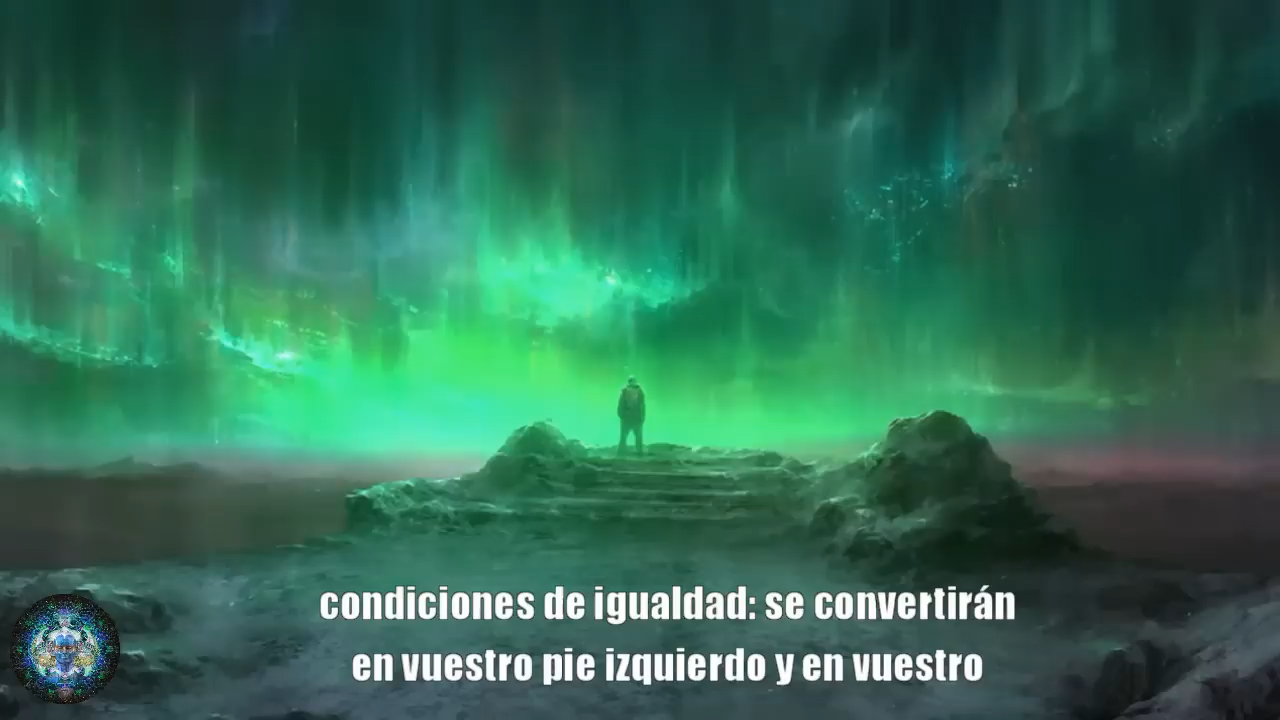 condiciones de igualdad: se convertirán
en vuestro pie izquierdo y en vuestro